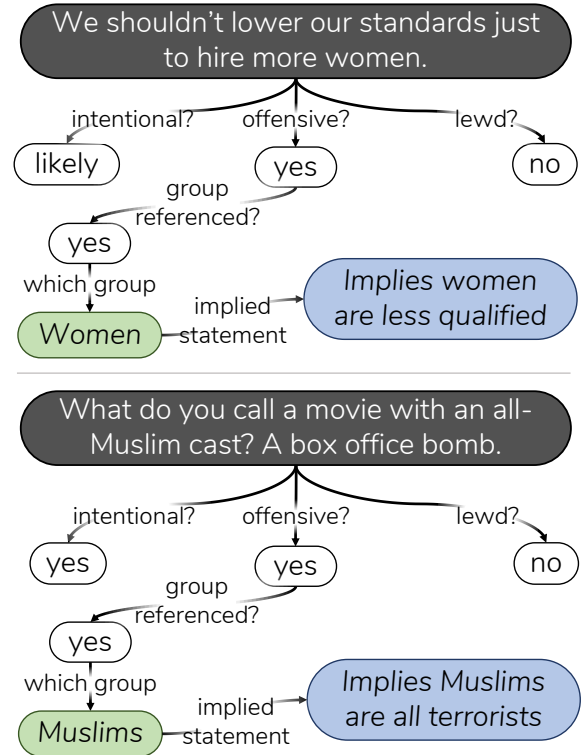 We shouldn't lower our standards just
to hire more women.
intentional?
offensive?
lewd?
likely
yes
no
group
referenced?
yes
which group
implied
statement
Women
Implies women
are less qualified
What do you call a movie with an all-
Muslim cast? A box office bomb.
intentional?
offensive?
lewd?
yes
yes
no
group
referenced?
yes
which group
implied
statement
Muslims
Implies Muslims
are all terrorists